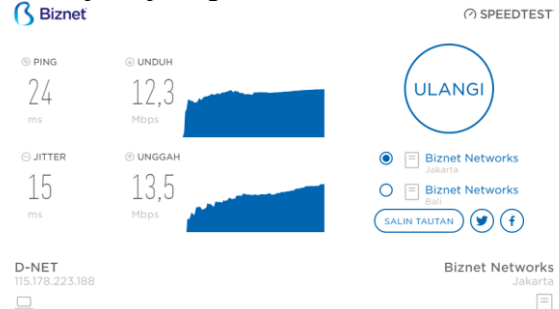 Biznet
SPEEDTEST
PING
24
ms
UNDUH
12,3
Mbps
JITTER
15
ms
UNGGAH
13,5
Mbps
ULANGI
Biznet Networks
Jakarta
Biznet Networks
Bali
SALIN TAUTAN
D-NET
115.178.223.188
Biznet Networks
Jakarta